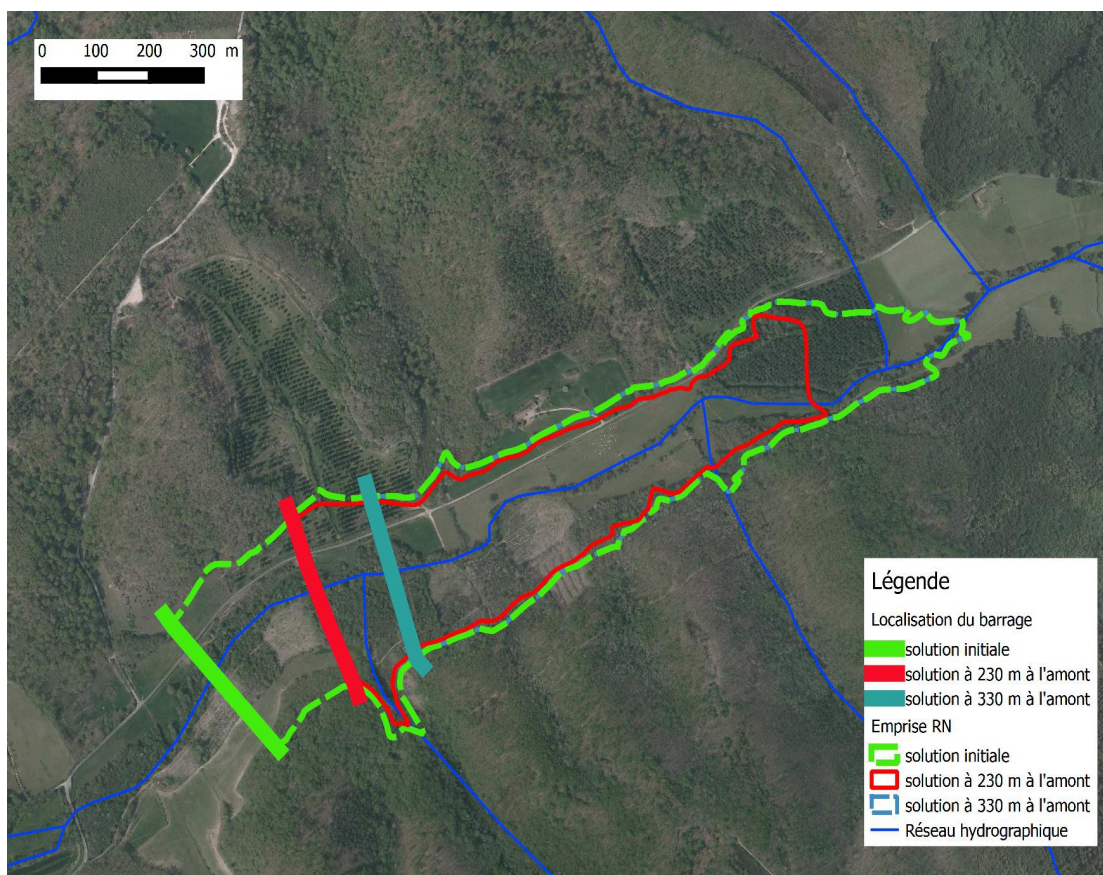 0 100 200 300 m
Légende
Localisation du barrage
solution initiale
solution à 230 m à l'amont
solution à 330 m à l'amont
Emprise RN
solution initiale
solution à 230 m à l'amont
solution à 330 m à l'amont
Réseau hydrographique